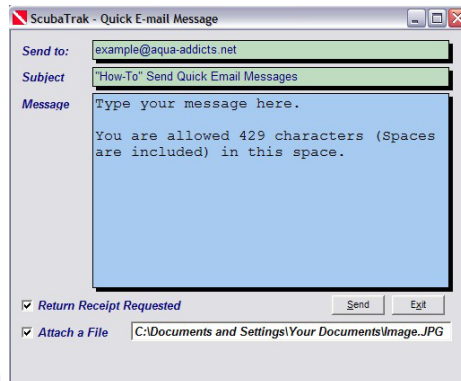 ScubaTrak - Quick E-mail Message
Send to: example@aqua-addicts.net
Subject "How-To" Send Quick Email Messages
Message Type your message here.
You are allowed 429 characters (Spaces
are included) in this space.
Return Receipt Requested Send Exit
Attach a File C:\Documents and Settings\Your Documents\Image.JPG